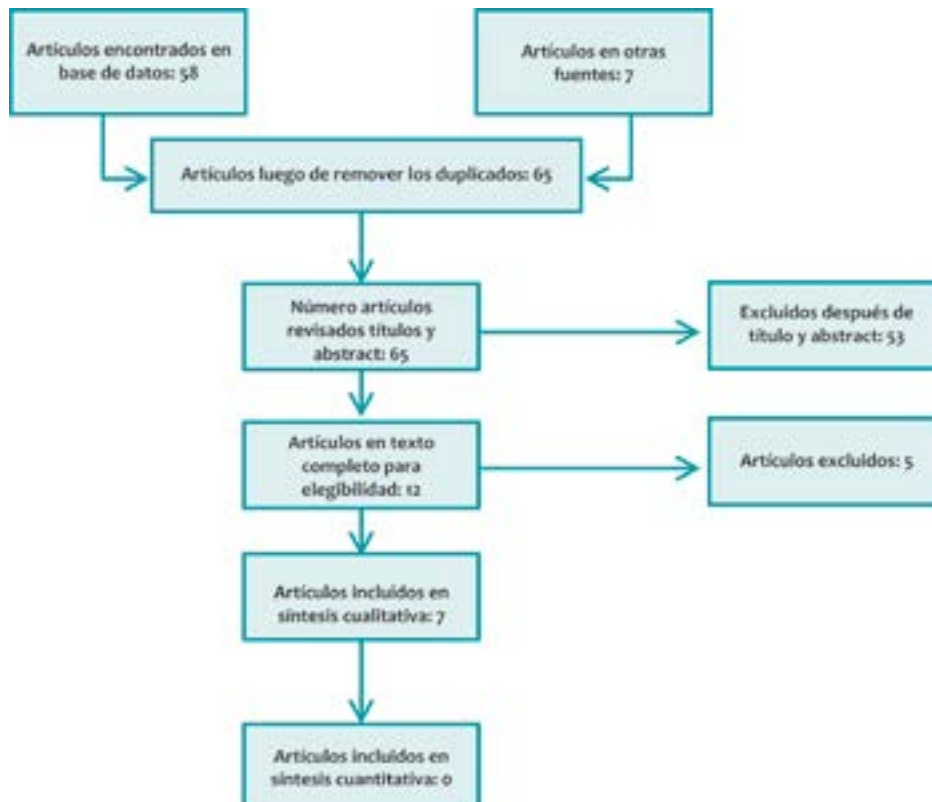 Artículos encontrados en
base de datos: 58
Artículos en otras
fuentes: 7
Artículos luego de remover los duplicados: 65
Número artículos
revisados títulos y
abstract: 65
Excluidos después de
título y abstract: 53
Artículos en texto
completo para
elegibilidad: 12
Artículos excluidos: 5
Artículos incluidos en
síntesis cualitativa: 7
Artículos incluidos en
síntesis cuantitativa: 0